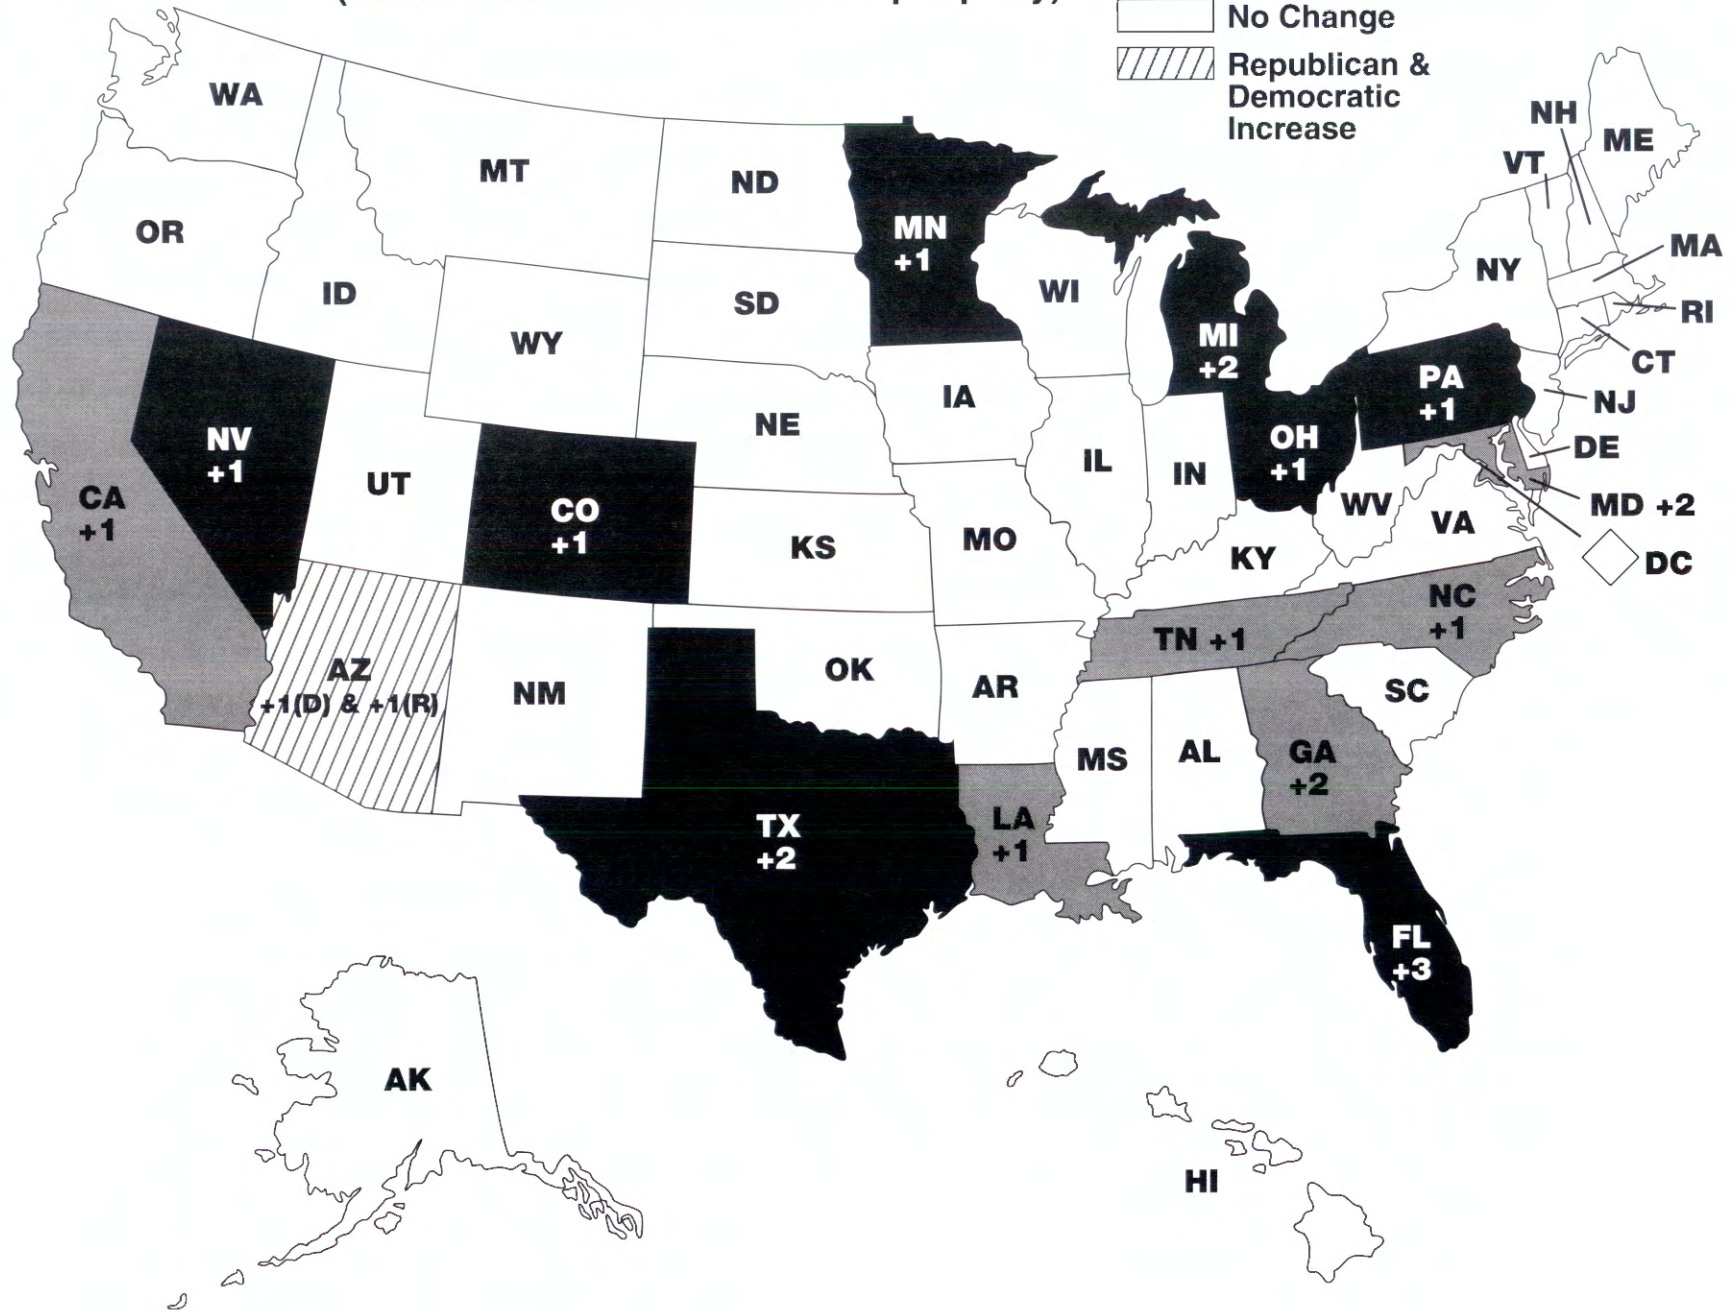 No Change
Republican &
Democratic
Increase
WA
MT
ND
MN
+1
OR
ID
WY
SD
WI
MI
+2
NH
VT
ME
NY
MA
RI
CT
NJ
DE
MD +2
DC
PA
+1
OH
+1
IA
NE
IL
IN
WV
VA
NV
+1
CA
+1
UT
CO
+1
KS
MO
KY
NC
+1
TN +1
AZ
+1(D) & +1(R)
NM
OK
AR
SC
MS
AL
GA
+2
TX
+2
LA
+1
FL
+3
AK
HI